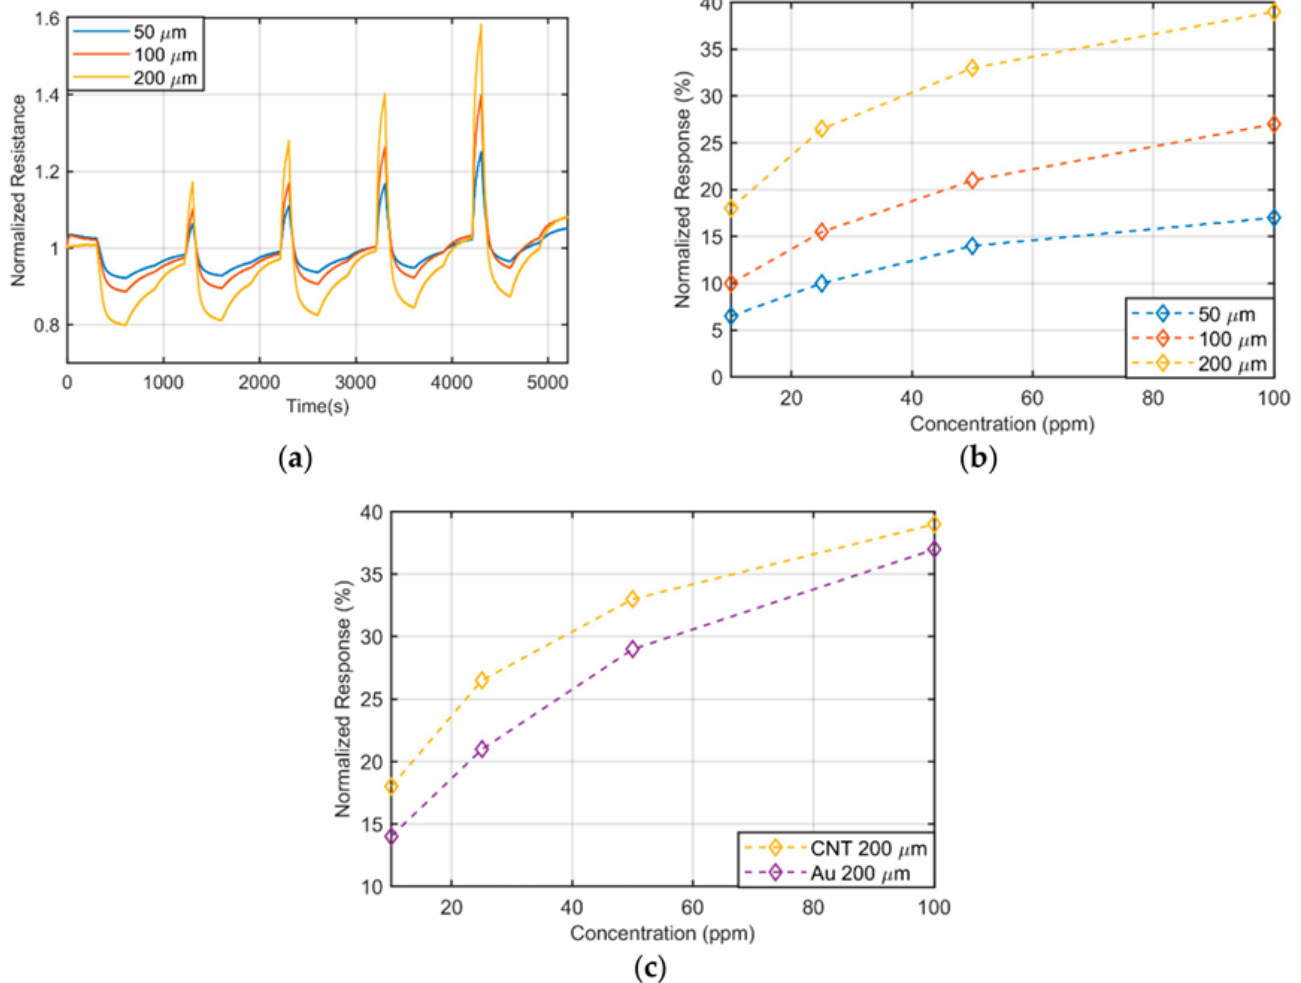 1.6
1.4
1.2
1
0.8
Normalized Resistance
50 μm
100 μm
200 μm
0 1000 2000 3000 4000 5000
Time(s)
(a)
40
35
30
25
20
15
10
5
0
Normalized Response (%)
50 μm
100 μm
200 μm
20 40 60 80 100
Concentration (ppm)
(b)
40
35
30
25
20
15
10
Normalized Response (%)
CNT 200 μm
Au 200 μm
20 40 60 80 100
Concentration (ppm)
(c)